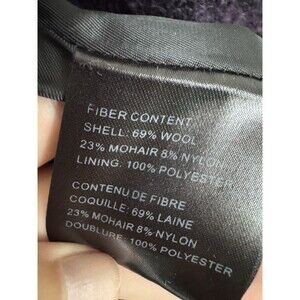 FIBER CONTENT
SHELL: 69% WOOL
23% MOHAIR 8% NYLON
LINING: 100% POLYESTER
CONTENU DE FIBRE
COQUILLE: 69% LAINE
23% MOHAIR 8% NYLON
DOUBLURE: 100% POLYESTER